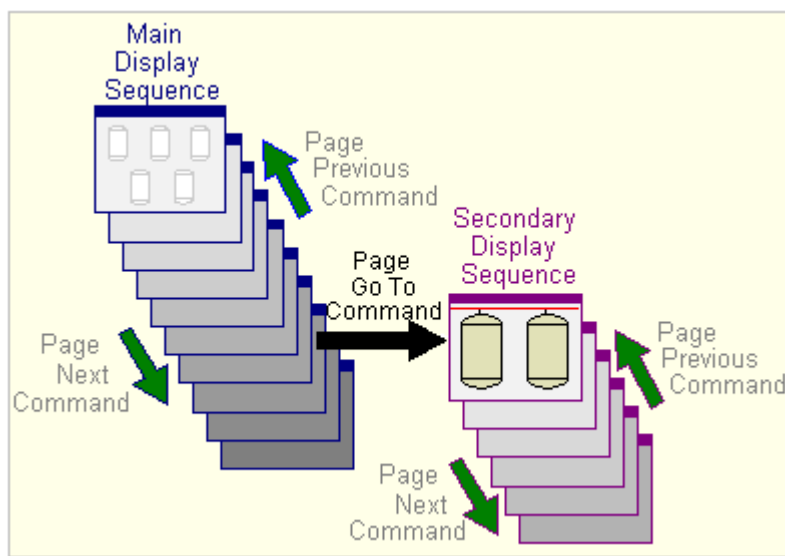 Main
Display
Sequence
Page
Previous
Command
Page
Go To
Command
Secondary
Display
Sequence
Page
Next
Command
Page
Previous
Command
Page
Next
Command